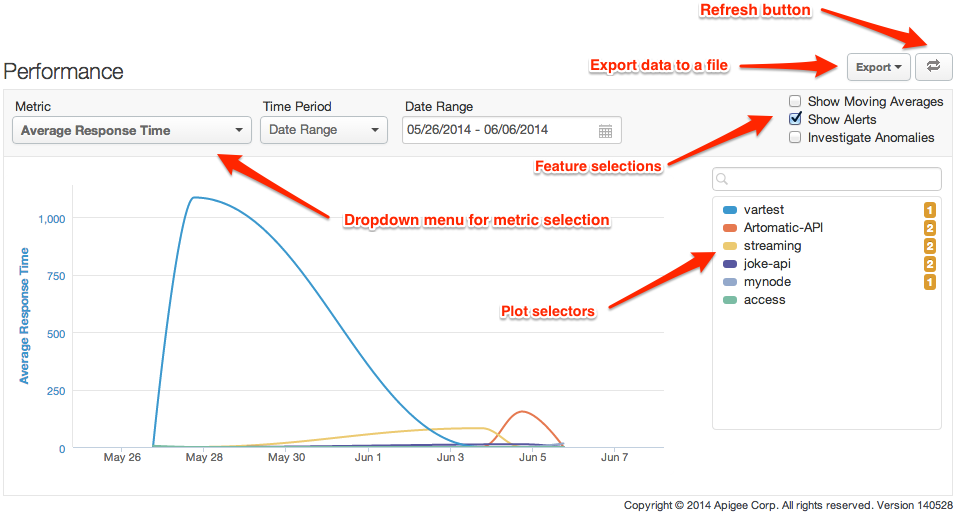 Refresh button
Export data to a file
Performance
Export
Metric
Time Period
Date Range
Show Moving Averages
Average Response Time
Date Range
05/26/2014 - 06/06/2014
Show Alerts
Investigate Anomalies
Feature selections
Dropdown menu for metric selection
vartest 1
Artomatic-API 2
streaming 2
joke-api 2
mynode 1
access
Plot selectors
Average Response Time
1,000
750
500
250
0
May 26
May 28
May 30
Jun 1
Jun 3
Jun 5
Jun 7
Copyright © 2014 Apigee Corp. All rights reserved. Version 140528